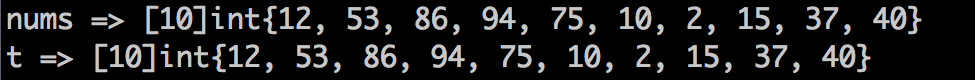 nums => [10]int{12, 53, 86, 94, 75, 10, 2, 15, 37, 40}
t => [10]int{12, 53, 86, 94, 75, 10, 2, 15, 37, 40}